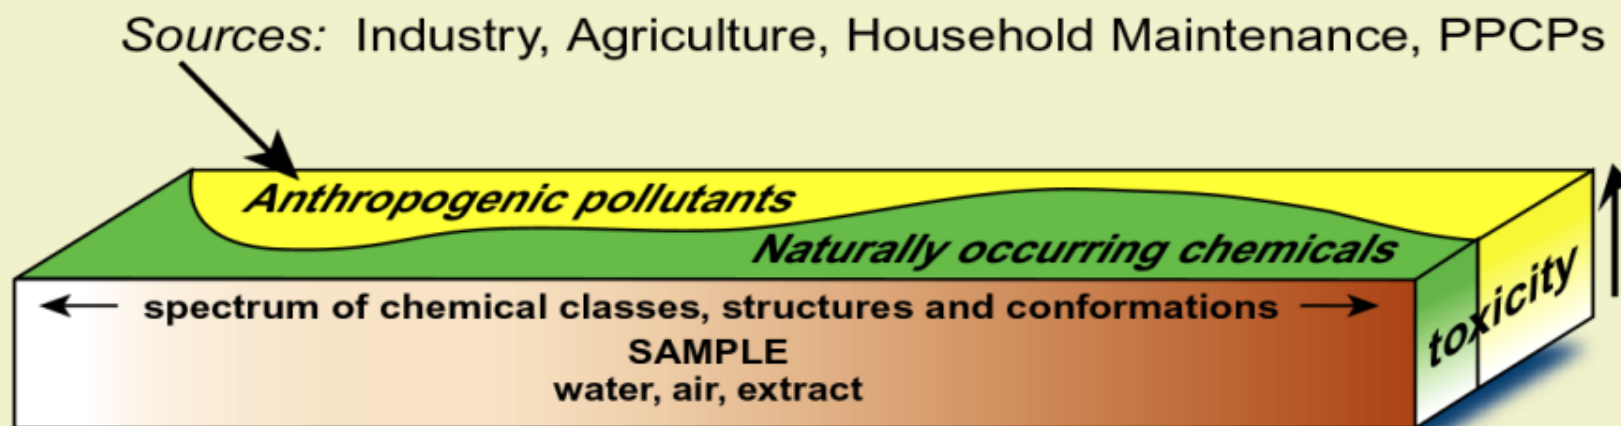 Sources: Industry, Agriculture, Household Maintenance, PPCPs
Anthropogenic pollutants
Naturally occurring chemicals
spectrum of chemical classes, structures and conformations
toxicity
SAMPLE
water, air, extract